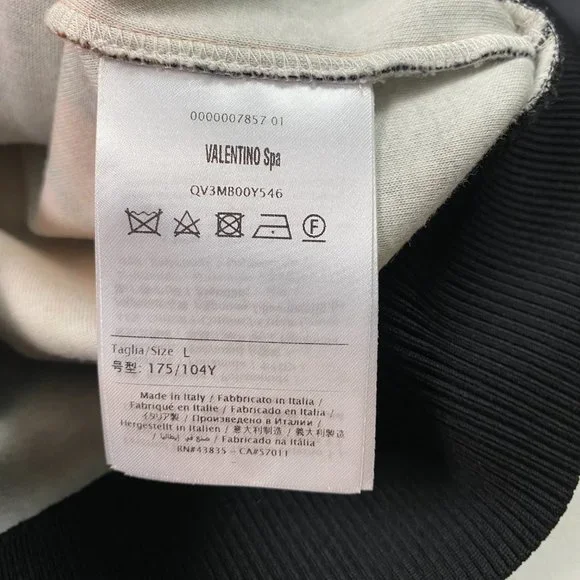 0000007857 01
VALENTINO Spa
QV3MB00Y546
F
Taglia/Size L
号型: 175/104Y
Made in Italy / Fabbricato in Italia /
Fabriqué en Italie / Fabricado en Italia /
イタリア製 / Произведено в Италии /
Hergestellt in Italien / 意大利制造 / 義大利製造
/ صنع في إيطاليا / Fabricado na Itália
RN#43835 - CA#57011